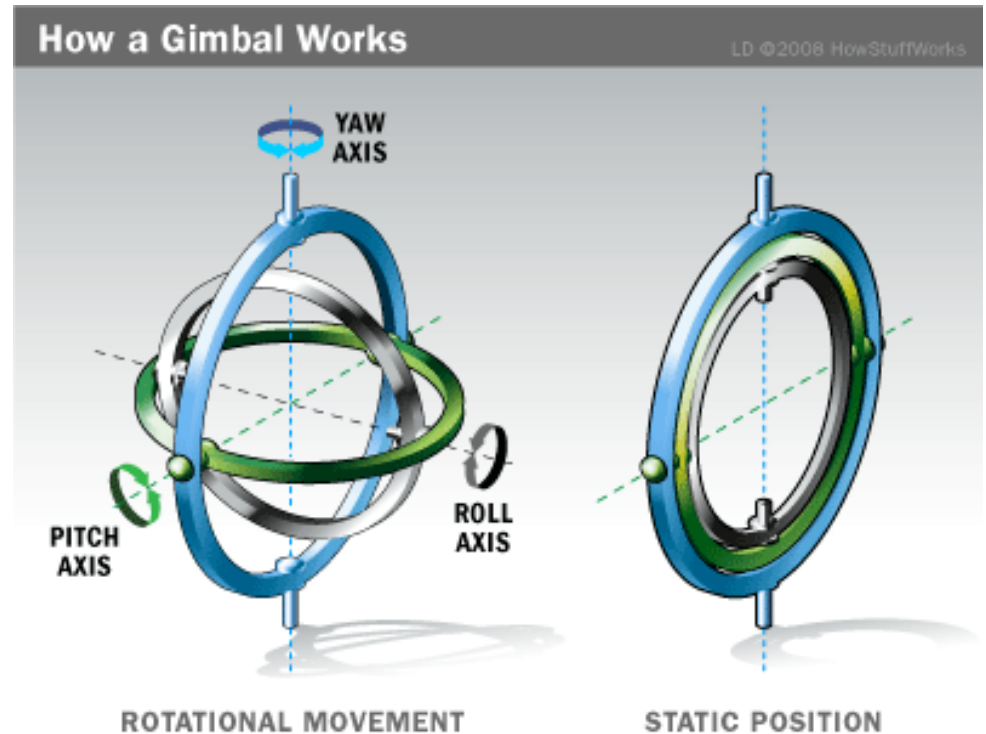 How a Gimbal Works
LD ©2008 HowStuffWorks
YAW
AXIS
PITCH
AXIS
ROLL
AXIS
ROTATIONAL MOVEMENT
STATIC POSITION